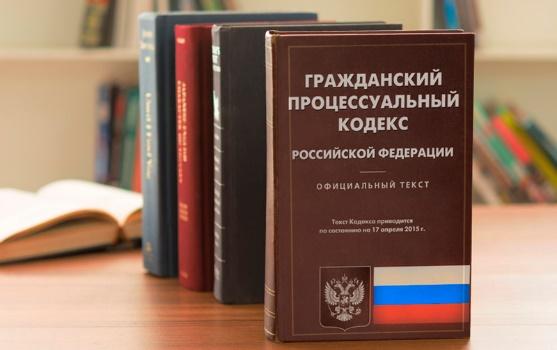 ГРАЖДАНСКИЙ
ПРОЦЕССУАЛЬНЫЙ
КОДЕКС
РОССИЙСКОЙ ФЕДЕРАЦИИ
ОФИЦИАЛЬНЫЙ ТЕКСТ
Текст Кодекса приводится
по состоянию на 17 апреля 2015 г.